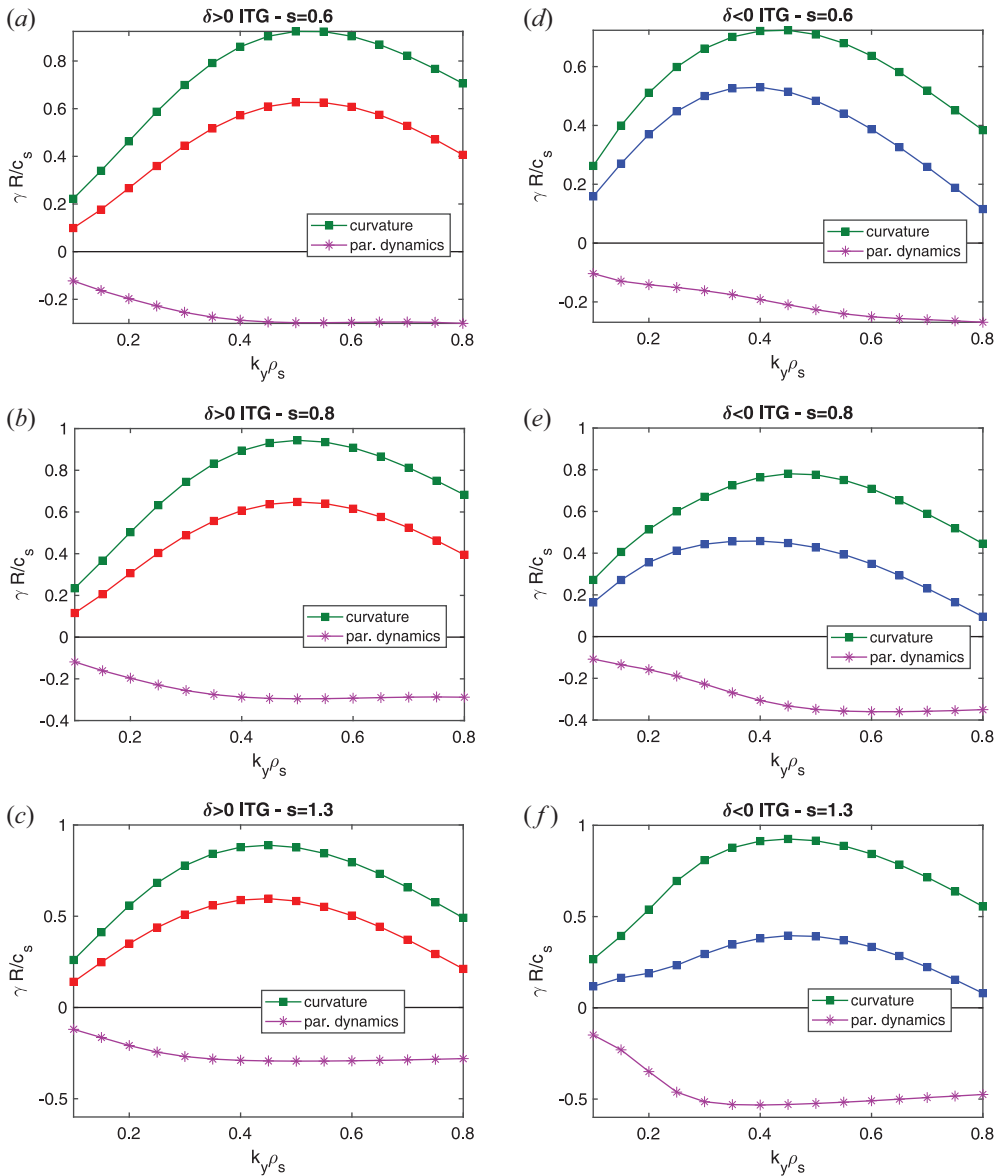 (a) δ>0 ITG - s=0.6
0.8
0.6
0.4
0.2
0
-0.2
γ R/c_s
curvature
par. dynamics
0.2 0.4 0.6 0.8
k_yρ_s
(d) δ<0 ITG - s=0.6
0.6
0.4
0.2
0
-0.2
γ R/c_s
curvature
par. dynamics
0.2 0.4 0.6 0.8
k_yρ_s
(b) δ>0 ITG - s=0.8
1
0.8
0.6
0.4
0.2
0
-0.2
-0.4
γ R/c_s
curvature
par. dynamics
0.2 0.4 0.6 0.8
k_yρ_s
(e) δ<0 ITG - s=0.8
1
0.8
0.6
0.4
0.2
0
-0.2
-0.4
γ R/c_s
curvature
par. dynamics
0.2 0.4 0.6 0.8
k_yρ_s
(c) δ>0 ITG - s=1.3
1
0.5
0
-0.5
γ R/c_s
curvature
par. dynamics
0.2 0.4 0.6 0.8
k_yρ_s
(f) δ<0 ITG - s=1.3
1
0.5
0
-0.5
γ R/c_s
curvature
par. dynamics
0.2 0.4 0.6 0.8
k_yρ_s